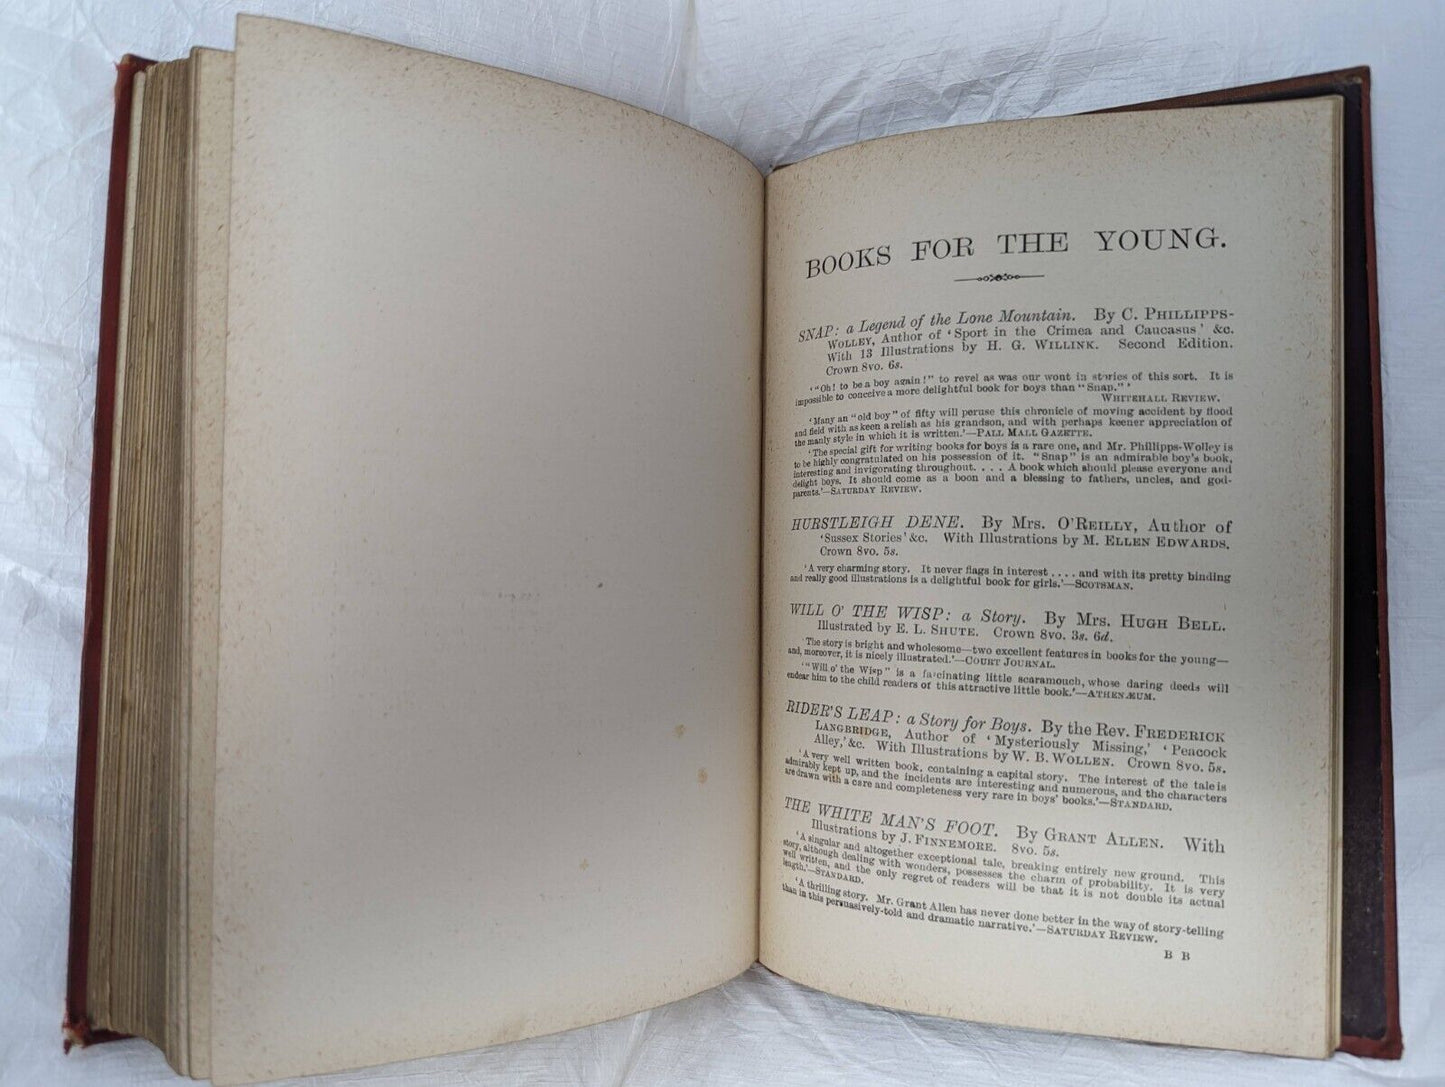 BOOKS FOR THE YOUNG.
SNAP: a Legend of the Lone Mountain. By C. PHILLIPPS-
WOLLEY, Author of 'Sport in the Crimea and Caucasus' &c.
With 13 Illustrations by H. G. WILLINK. Second Edition.
Crown 8vo. 6s.
'"Oh! to be a boy again!" to revel as was our wont in stories of this sort. It is
impossible to conceive a more delightful book for boys than "Snap."'
WHITEHALL REVIEW.
'Many an "old boy" of fifty will peruse this chronicle of moving accident by flood
and field with as keen a relish as his grandson, and with perhaps keener appreciation of
the manly style in which it is written.'—PALL MALL GAZETTE.
'The special gift for writing books for boys is a rare one, and Mr. Phillipps-Wolley is
to be highly congratulated on his possession of it. "Snap" is an admirable boy's book,
interesting and invigorating throughout. . . . A book which should please everyone and
delight boys. It should come as a boon and a blessing to fathers, uncles, and god-
parents.'—SATURDAY REVIEW.
HURSTLEIGH DENE. By Mrs. O'REILLY, Author of
'Sussex Stories' &c. With Illustrations by M. ELLEN EDWARDS.
Crown 8vo. 5s.
'A very charming story. It never flags in interest . . . . and with its pretty binding
and really good illustrations is a delightful book for girls.'—SCOTSMAN.
WILL O' THE WISP: a Story. By Mrs. HUGH BELL.
Illustrated by E. L. SHUTE. Crown 8vo. 3s. 6d.
The story is bright and wholesome—two excellent features in books for the young—
and, moreover, it is nicely illustrated.'—COURT JOURNAL.
'"Will o' the Wisp" is a fascinating little scaramouch, whose daring deeds will
endear him to the child readers of this attractive little book.'—ATHENÆUM.
RIDER'S LEAP: a Story for Boys. By the Rev. FREDERICK
LANGBRIDGE, Author of 'Mysteriously Missing,' 'Peacock
Alley,' &c. With Illustrations by W. B. WOLLEN. Crown 8vo. 5s.
'A very well written book, containing a capital story. The interest of the tale is
admirably kept up, and the incidents are interesting and numerous, and the characters
are drawn with a care and completeness very rare in boys' books.'—STANDARD.
THE WHITE MAN'S FOOT. By GRANT ALLEN. With
Illustrations by J. FINNEMORE. 8vo. 5s.
'A singular and altogether exceptional tale, breaking entirely new ground. This
story, although dealing with wonders, possesses the charm of probability. It is very
well written, and the only regret of readers will be that it is not double its actual
length.'—STANDARD.
'A thrilling story. Mr. Grant Allen has never done better in the way of story-telling
than in this persuasively-told and dramatic narrative.'—SATURDAY REVIEW.
B B